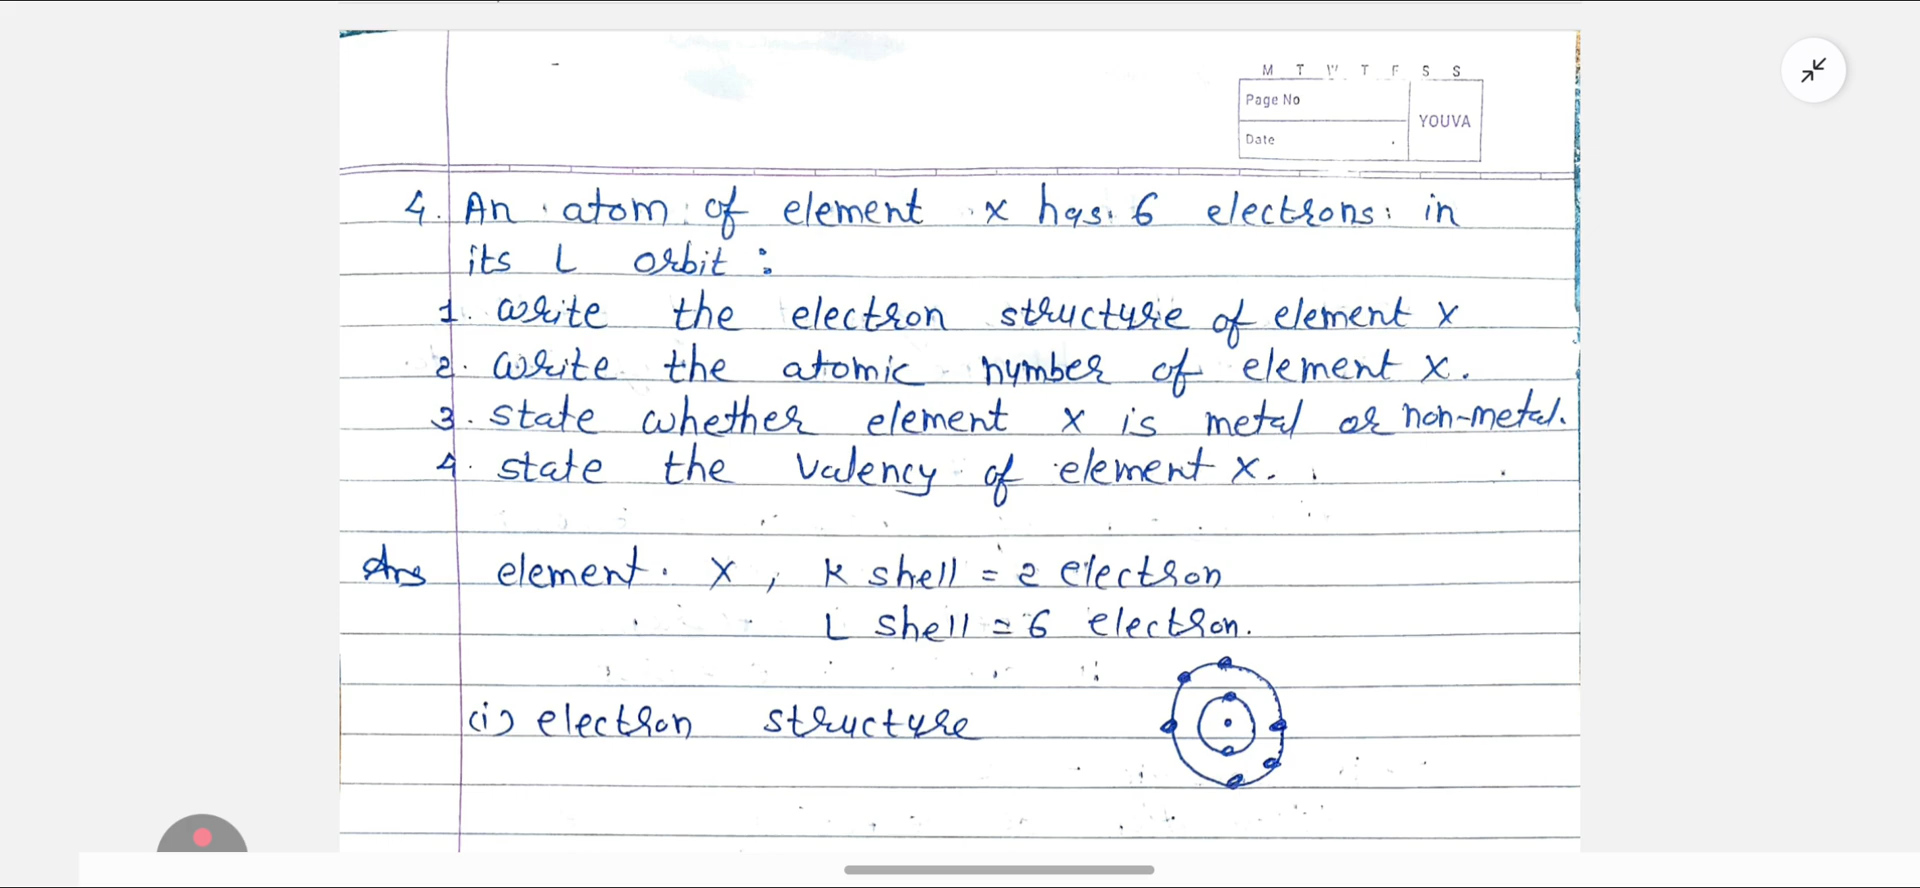 M T W T F S S
Page No
YOUVA
Date
4. An atom of element x has 6 electrons in
its L orbit :
1. write the electron structure of element x
2. write the atomic number of element x.
3. state whether element x is metal or non-metal.
4. state the valency of element x.
Ans element x, K shell = 2 electron
L shell = 6 electron.
(i) electron structure